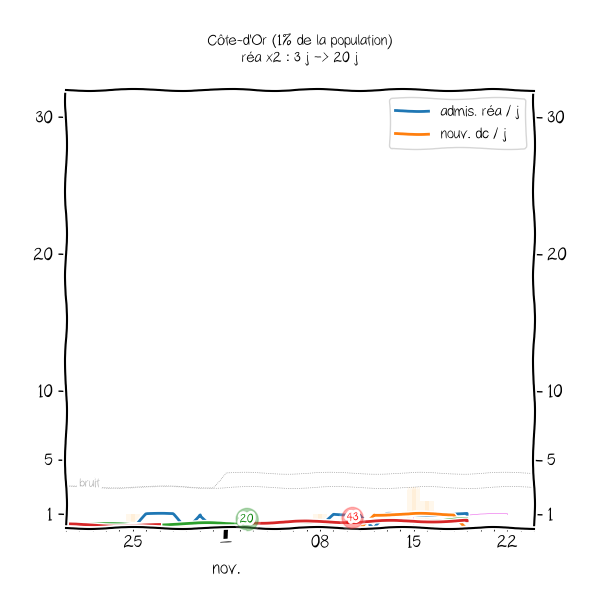 Côte-d'Or (1% de la population)
réa x2 : 3 j -> 20 j
admis. réa / j
nouv. dc / j
30 30
20 20
10 10
5 5
bruit
1 1
20 43
25 1 08 15 22
nov.